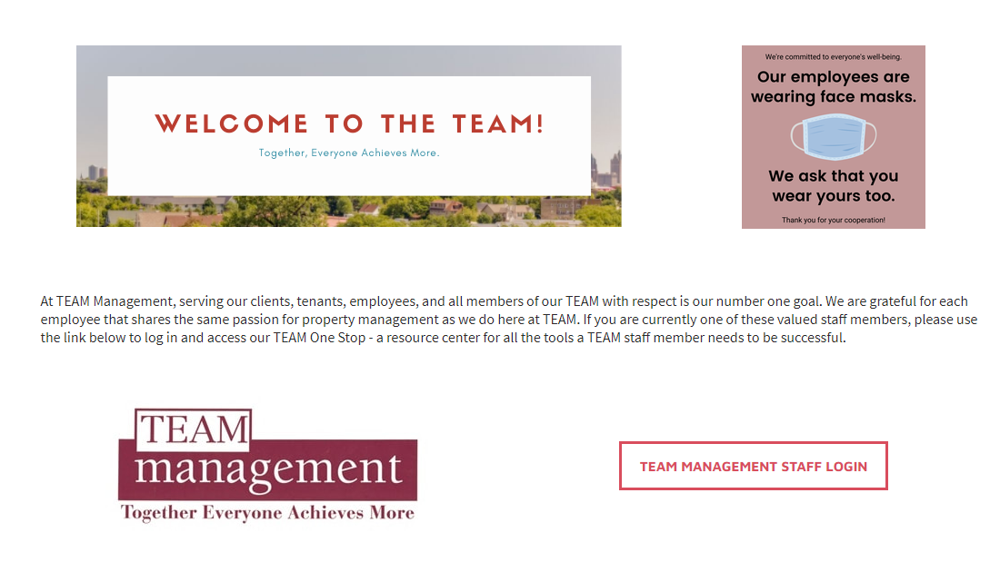 WELCOME TO THE TEAM!
Together, Everyone Achieves More.
We're committed to everyone's well-being.
Our employees are
wearing face masks.
We ask that you
wear yours too.
Thank you for your cooperation!
At TEAM Management, serving our clients, tenants, employees, and all members of our TEAM with respect is our number one goal. We are grateful for each
employee that shares the same passion for property management as we do here at TEAM. If you are currently one of these valued staff members, please use
the link below to log in and access our TEAM One Stop - a resource center for all the tools a TEAM staff member needs to be successful.
TEAM
management
Together Everyone Achieves More
TEAM MANAGEMENT STAFF LOGIN